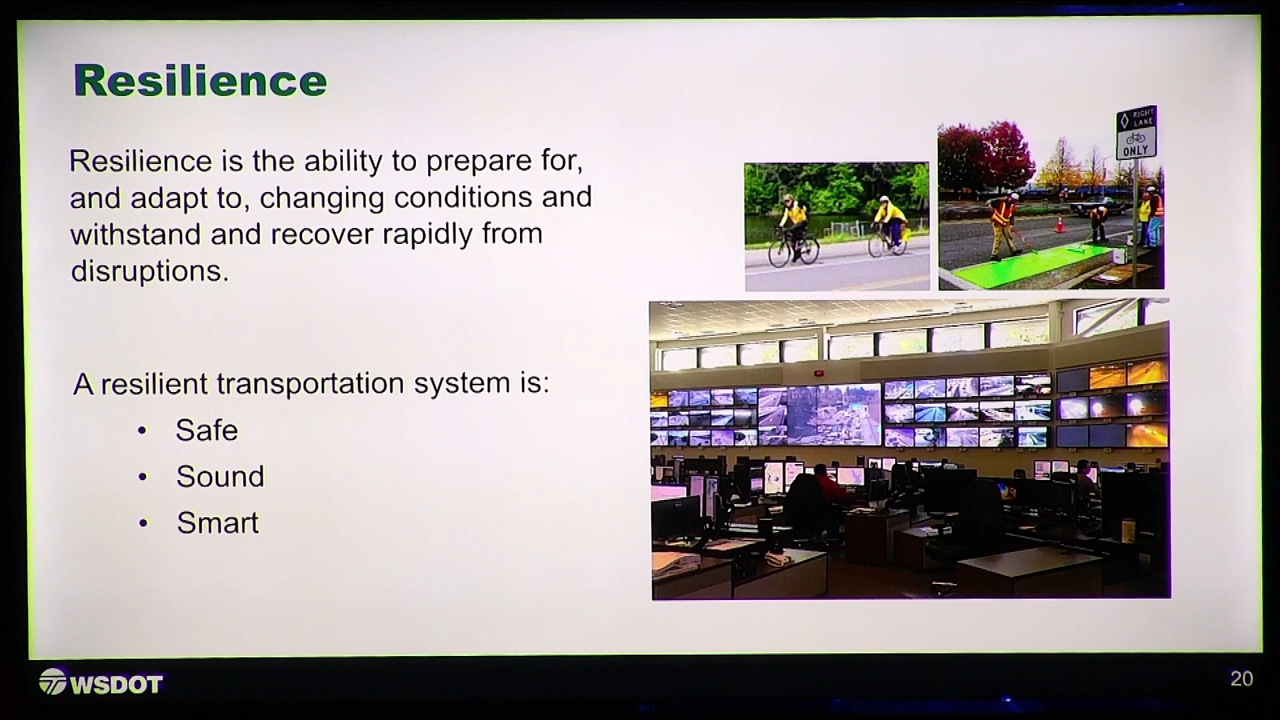 Resilience
Resilience is the ability to prepare for,
and adapt to, changing conditions and
withstand and recover rapidly from
disruptions.
A resilient transportation system is:
• Safe
• Sound
• Smart
RIGHT
LANE
ONLY
WSDOT
20